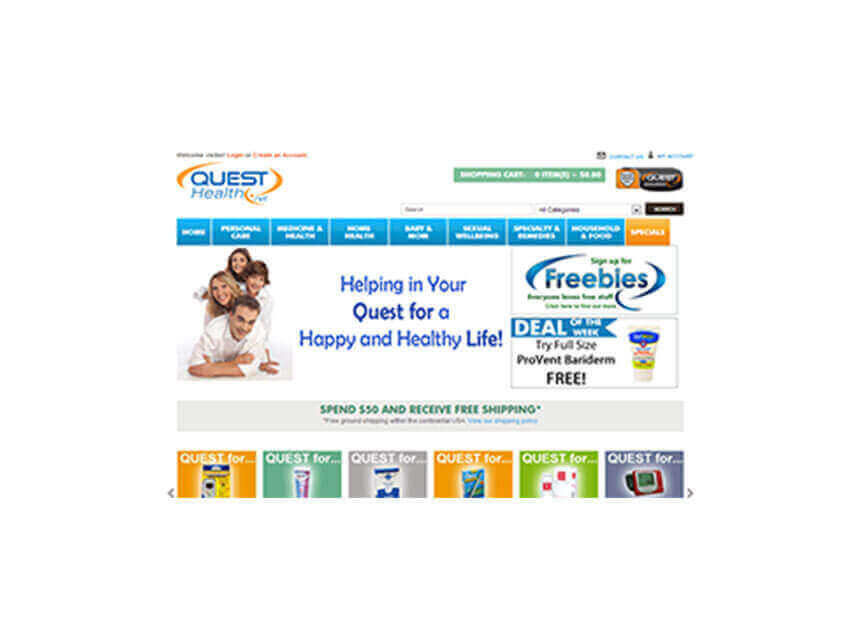 Welcome visitor! Login or Create an Account.
CONTACT US MY ACCOUNT
QUEST
Health.net
SHOPPING CART: 0 ITEM(S) – $0.00
QUEST
Search All Categories SEARCH
HOME PERSONAL CARE MEDICINE & HEALTH HOME HEALTH BABY & MOM SEXUAL WELLBEING SPECIALTY & REMEDIES HOUSEHOLD & FOOD SPECIALS
Helping in Your
Quest for a
Happy and Healthy Life!
Sign up for
Freebies
Everyone loves free stuff
Click here to find out more
DEAL OF THE WEEK
Try Full Size
ProVent Bariderm
FREE!
SPEND $50 AND RECEIVE FREE SHIPPING*
*Free ground shipping within the continental USA. View our shipping policy
QUEST for... QUEST for... QUEST for... QUEST for... QUEST for... QUEST for...